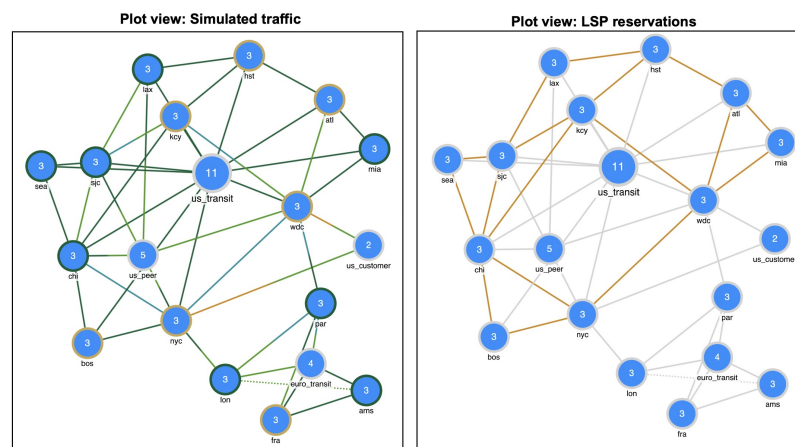 Plot view: Simulated traffic
3
hst
3
lax
3
atl
3
kcy
3
mia
3
sea
3
sjc
11
us_transit
3
wdc
2
us_customer
3
chi
5
us_peer
3
par
3
nyc
3
bos
4
euro_transit
3
lon
3
ams
3
fra
Plot view: LSP reservations
3
hst
3
lax
3
atl
3
kcy
3
mia
3
sea
3
sjc
11
us_transit
3
wdc
2
us_customer
3
chi
5
us_peer
3
par
3
nyc
3
bos
4
euro_transit
3
lon
3
ams
3
fra